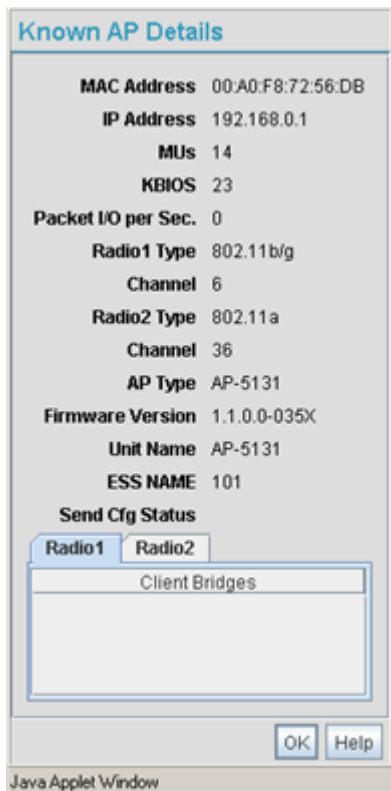 Known AP Details
MAC Address 00:A0:F8:72:56:DB
IP Address 192.168.0.1
MUs 14
KBIOS 23
Packet I/O per Sec. 0
Radio1 Type 802.11b/g
Channel 6
Radio2 Type 802.11a
Channel 36
AP Type AP-5131
Firmware Version 1.1.0.0-035X
Unit Name AP-5131
ESS NAME 101
Send Cfg Status
Radio1 Radio2
Client Bridges
OK Help
Java Applet Window